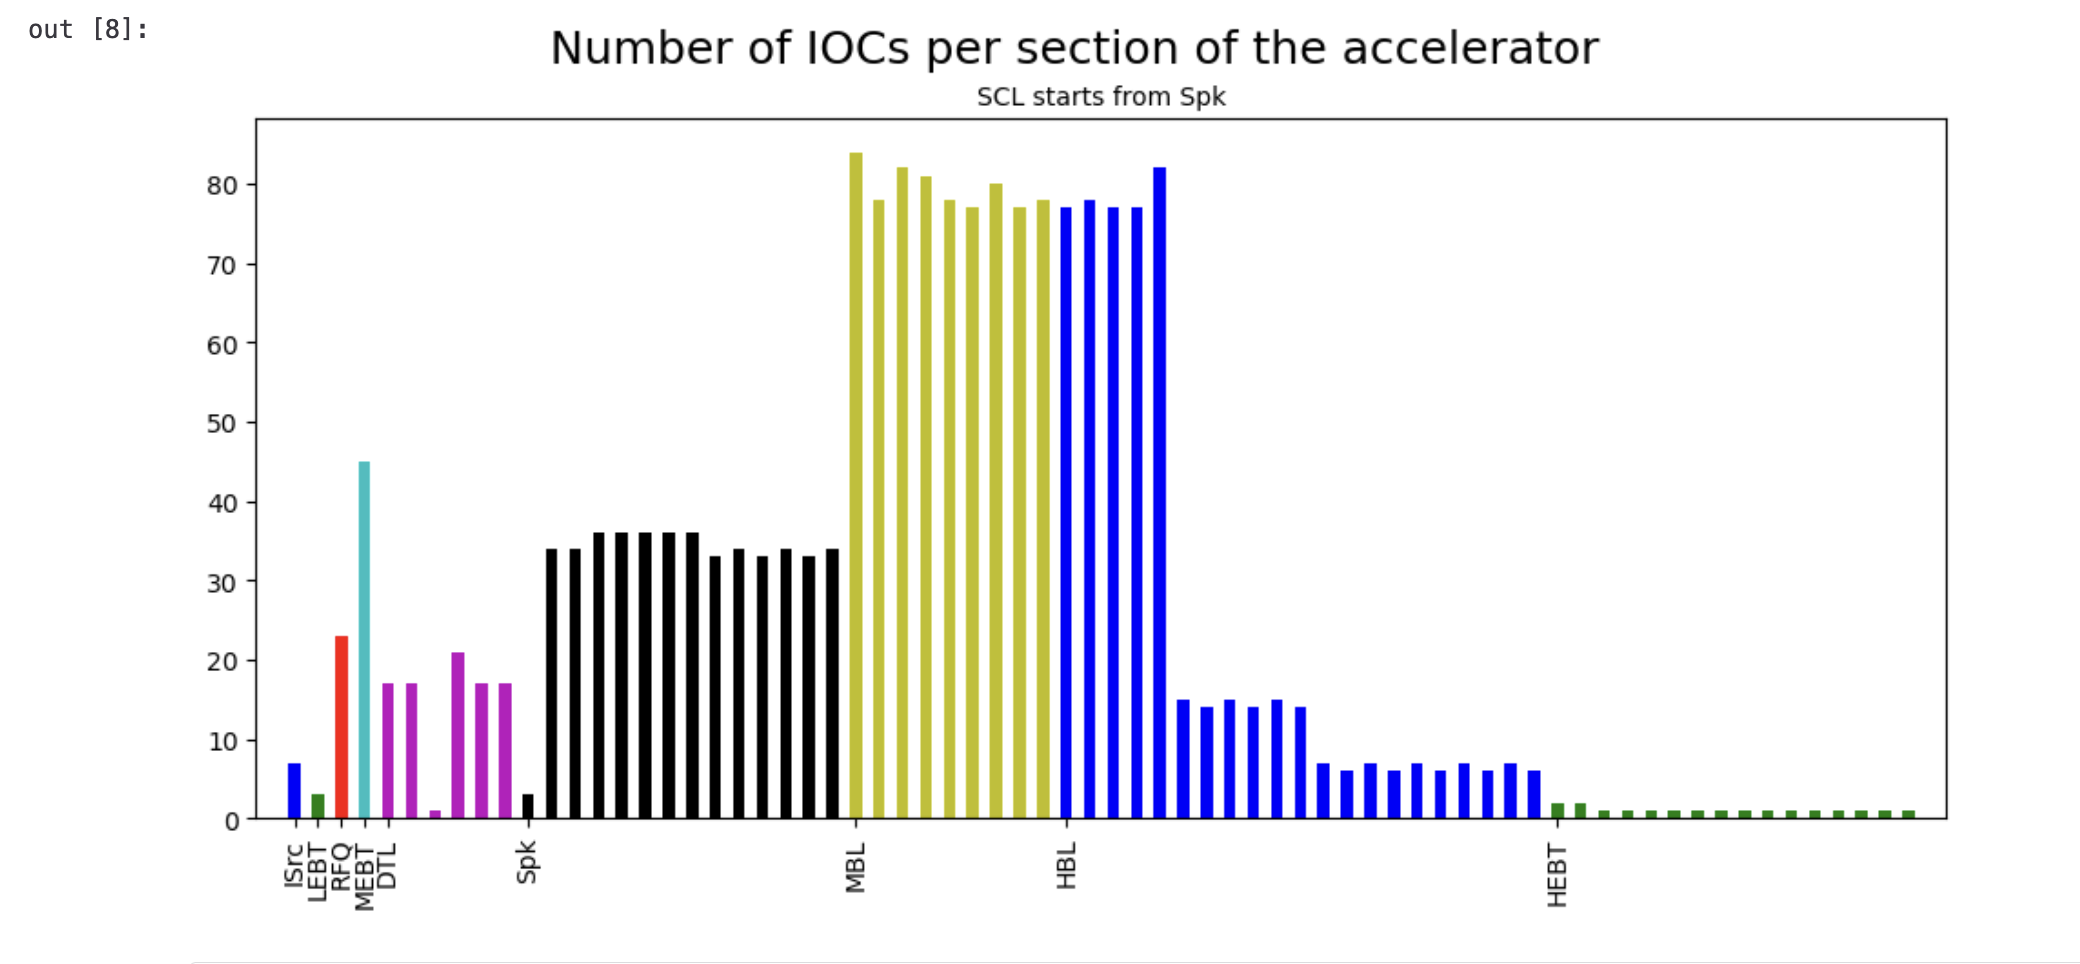 out [8]:
Number of IOCs per section of the accelerator
SCL starts from Spk
80
70
60
50
40
30
20
10
0
ISrc
LEBT
RFQ
MEBT
DTL
Spk
MBL
HBL
HEBT